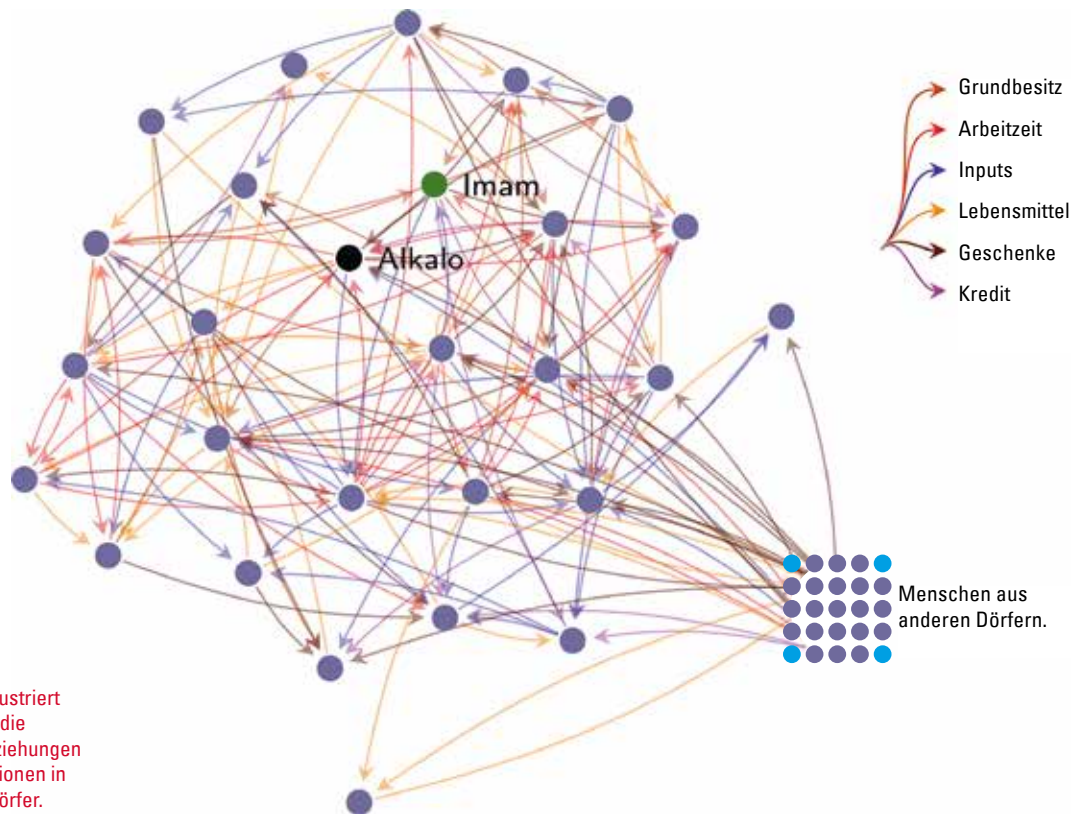 Imam
Alkalo
Grundbesitz
Arbeitzeit
Inputs
Lebensmittel
Geschenke
Kredit
Menschen aus
anderen Dörfern.
ustriert
die
ziehungen
ionen in
örfer.